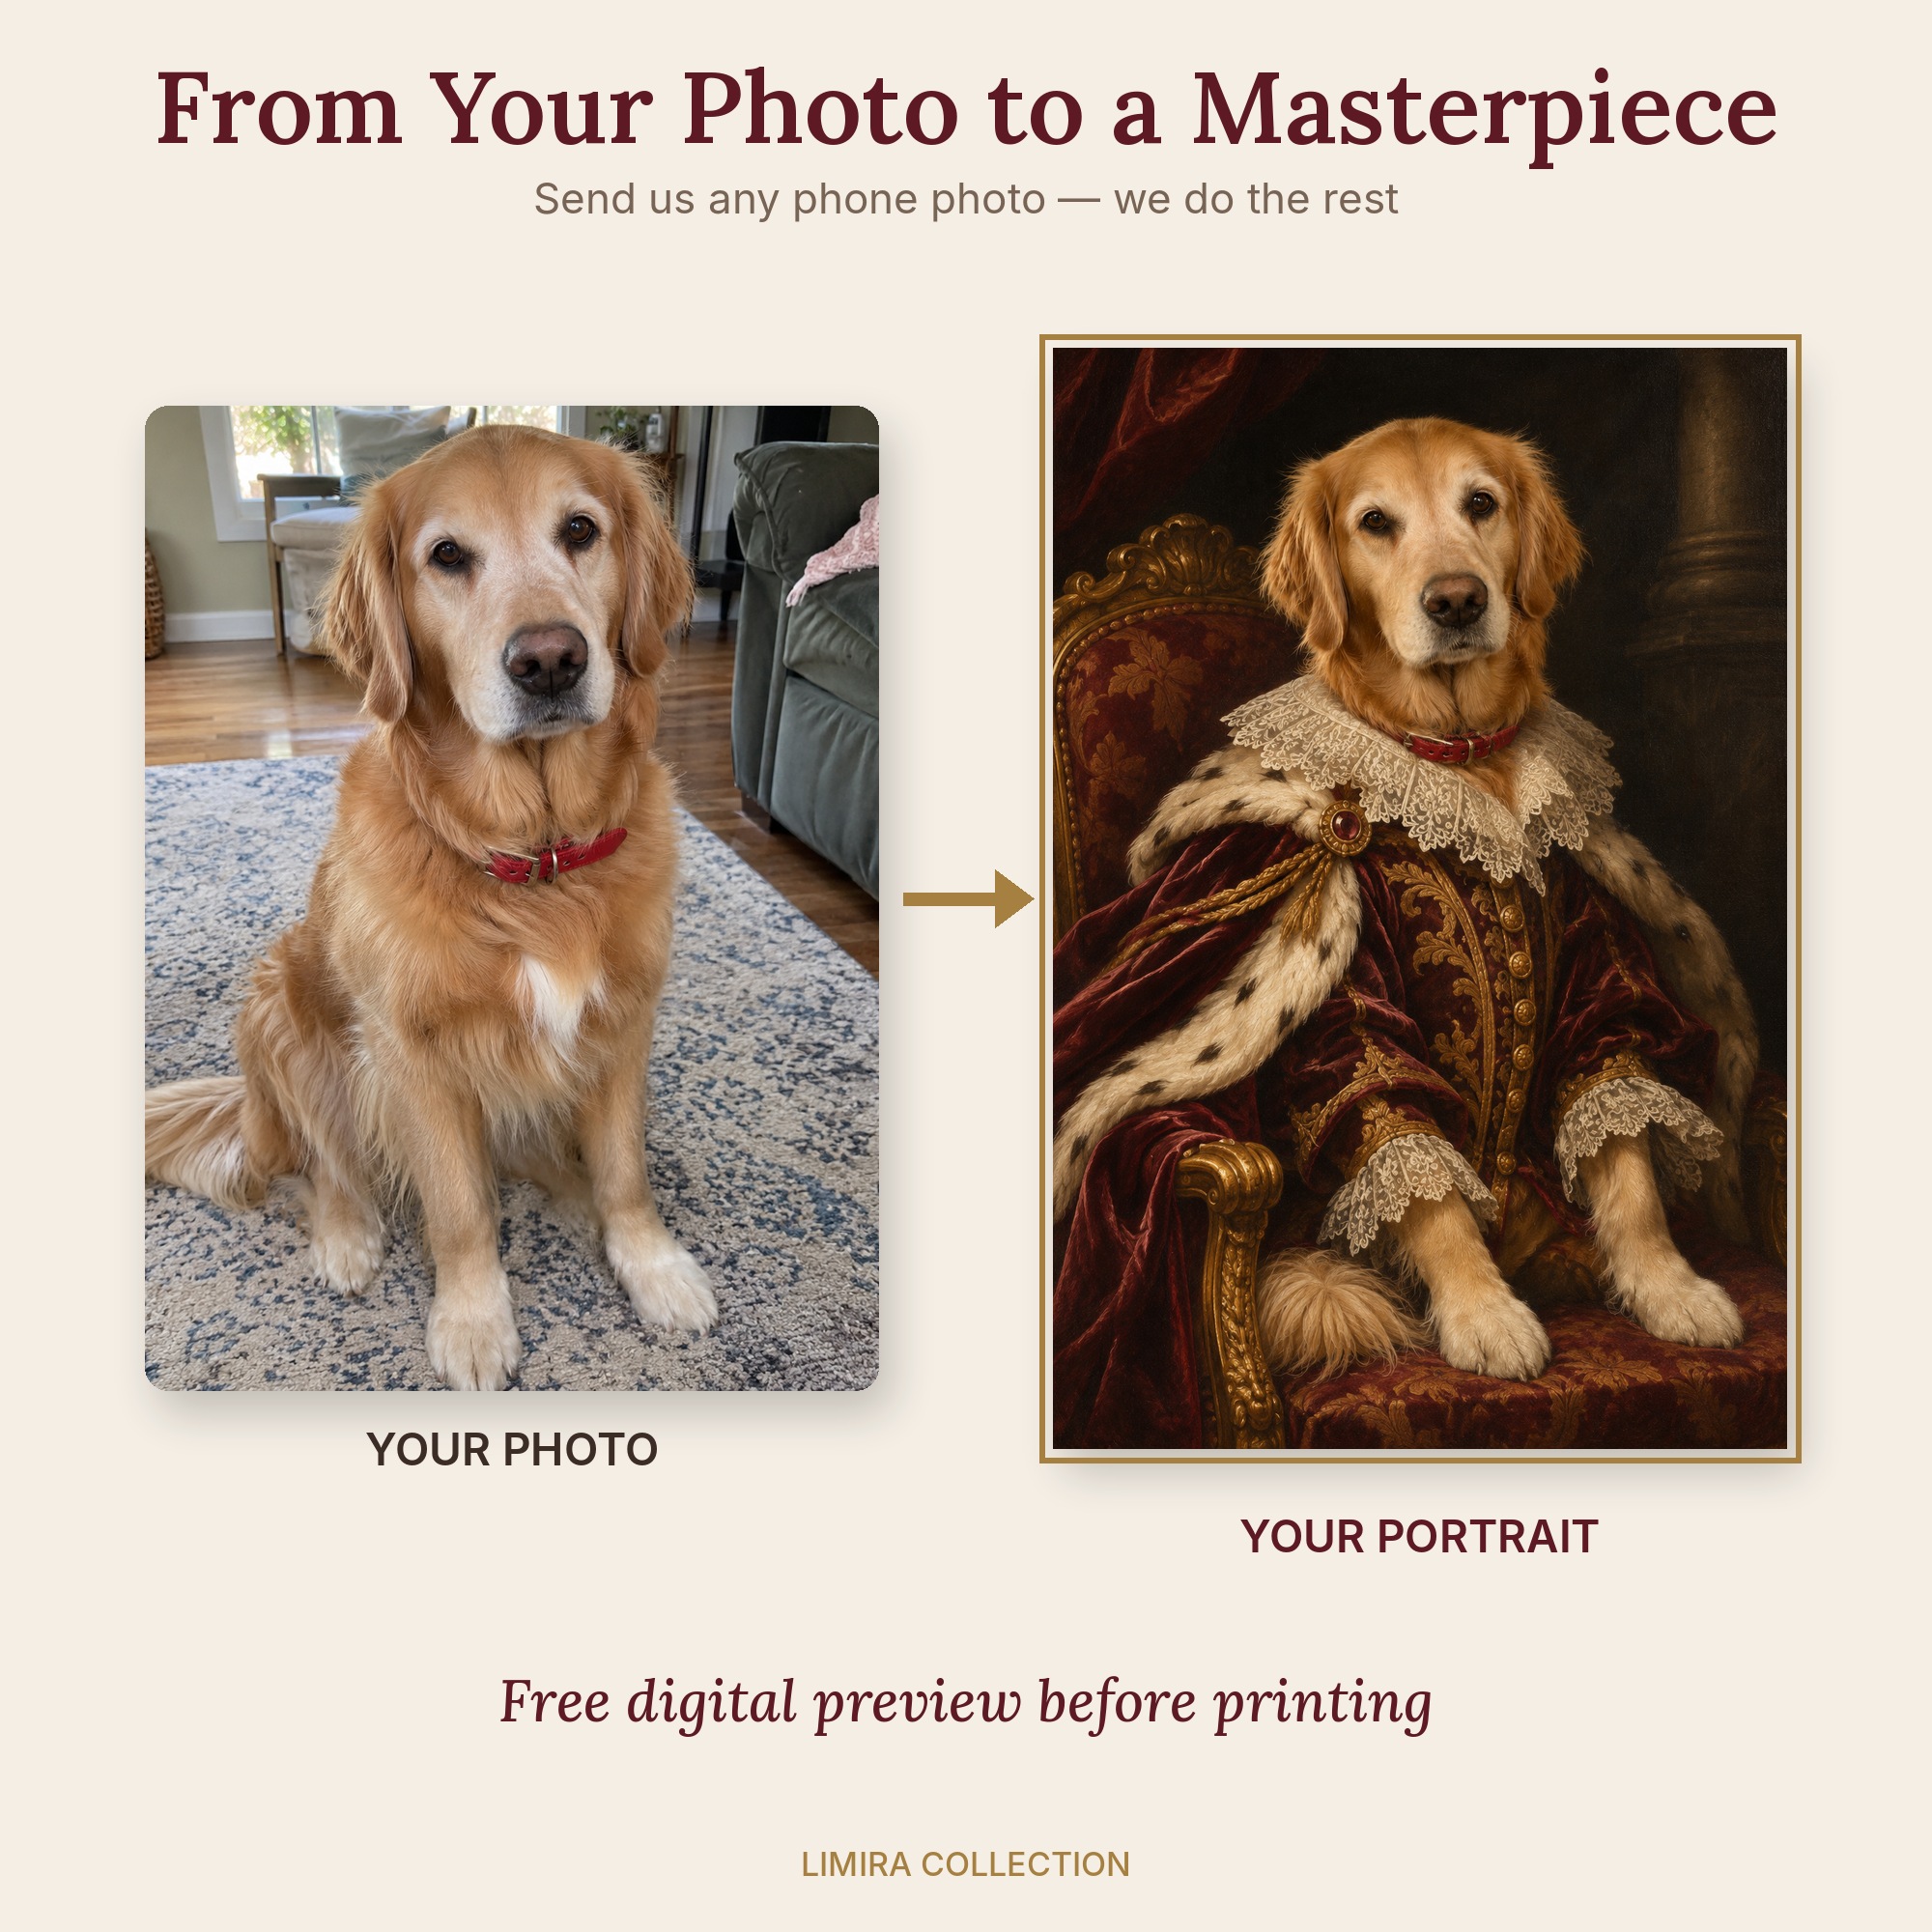 From Your Photo to a Masterpiece
Send us any phone photo — we do the rest
YOUR PHOTO
YOUR PORTRAIT
Free digital preview before printing
LIMIRA COLLECTION